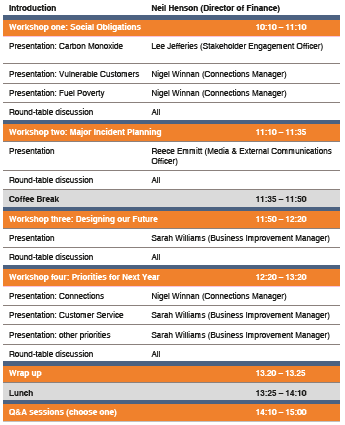 Introduction Neil Henson (Director of Finance)
Workshop one: Social Obligations 10:10 – 11:10
Presentation: Carbon Monoxide Lee Jefferies (Stakeholder Engagement Officer)
Presentation: Vulnerable Customers Nigel Winnan (Connections Manager)
Presentation: Fuel Poverty Nigel Winnan (Connections Manager)
Round-table discussion All
Workshop two: Major Incident Planning 11:10 – 11:35
Presentation Reece Emmitt (Media & External Communications
Officer)
Round-table discussion All
Coffee Break 11:35 – 11:50
Workshop three: Designing our Future 11:50 – 12:20
Presentation Sarah Williams (Business Improvement Manager)
Round-table discussion All
Workshop four: Priorities for Next Year 12:20 – 13:20
Presentation: Connections Nigel Winnan (Connections Manager)
Presentation: Customer Service Sarah Williams (Business Improvement Manager)
Presentation: other priorities Sarah Williams (Business Improvement Manager)
Round-table discussion All
Wrap up 13.20 – 13.25
Lunch 13:25 – 14:10
Q&A sessions (choose one) 14:10 – 15:00